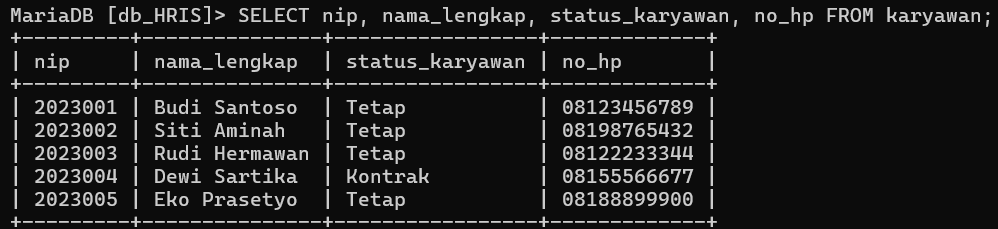 MariaDB [db_HRIS]> SELECT nip, nama_lengkap, status_karyawan, no_hp FROM karyawan;
+---------+---------------+-----------------+-------------+
| nip     | nama_lengkap  | status_karyawan | no_hp       |
+---------+---------------+-----------------+-------------+
| 2023001 | Budi Santoso  | Tetap           | 08123456789 |
| 2023002 | Siti Aminah   | Tetap           | 08198765432 |
| 2023003 | Rudi Hermawan | Tetap           | 08122233344 |
| 2023004 | Dewi Sartika  | Kontrak         | 08155566677 |
| 2023005 | Eko Prasetyo  | Tetap           | 08188899900 |
+---------+---------------+-----------------+-------------+